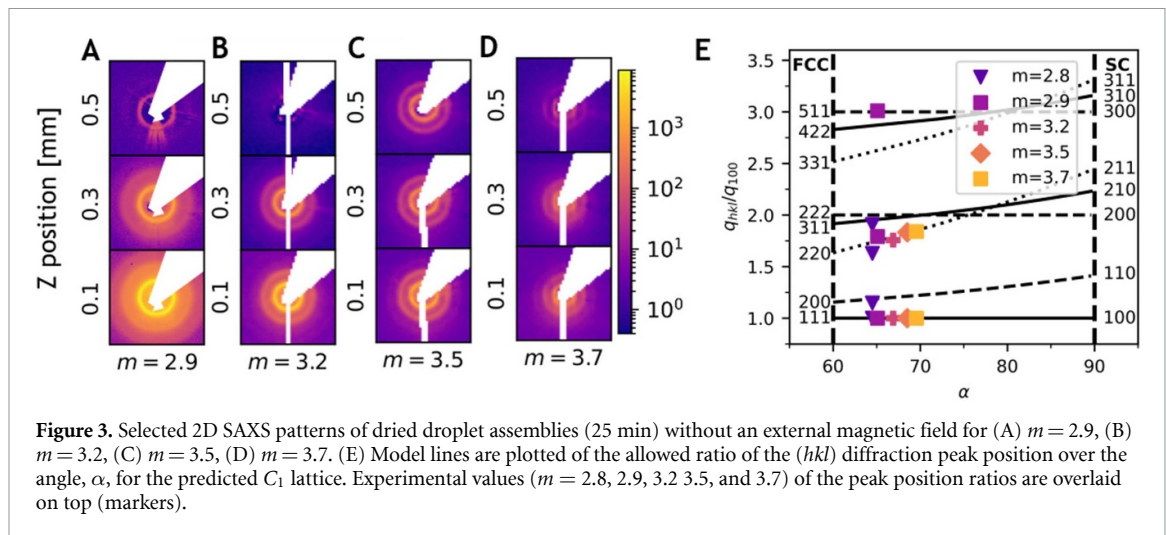 A
B
C
D
E
Z position [mm]
0.5
0.3
0.1
0.5
0.3
0.1
0.5
0.3
0.1
0.5
0.3
0.1
m = 2.9
m = 3.2
m = 3.5
m = 3.7
10³
10²
10¹
10⁰
q_hkl/q_100
3.5
3.0
2.5
2.0
1.5
1.0
FCC
SC
511
422
331
222
311
220
200
111
311
310
300
211
210
200
110
100
m=2.8
m=2.9
m=3.2
m=3.5
m=3.7
60
70
80
90
α
Figure 3. Selected 2D SAXS patterns of dried droplet assemblies (25 min) without an external magnetic field for (A) m = 2.9, (B)
m = 3.2, (C) m = 3.5, (D) m = 3.7. (E) Model lines are plotted of the allowed ratio of the (hkl) diffraction peak position over the
angle, α, for the predicted C₁ lattice. Experimental values (m = 2.8, 2.9, 3.2 3.5, and 3.7) of the peak position ratios are overlaid
on top (markers).